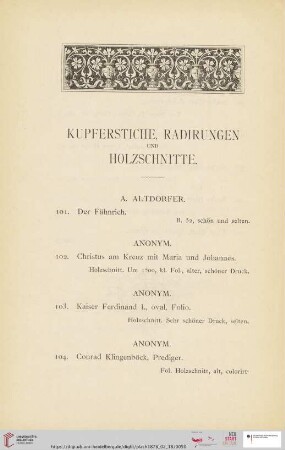 KUPFERSTICHE, RADIRUNGEN
UND
HOLZSCHNITTE.
A. ALTDORFER.
101. Der Fähnrich.
B. 52, schön und selten.
ANONYM.
102. Christus am Kreuz mit Maria und Johannes.
Holzschnitt. Um 1500, kl. Fol., alter, schöner Druck.
ANONYM.
103. Kaiser Ferdinand I., oval. Folio.
Holzschnitt. Sehr schöner Druck, selten.
ANONYM.
104. Conrad Klingenböck, Prediger.
Fol. Holzschnitt, alt, colorirt